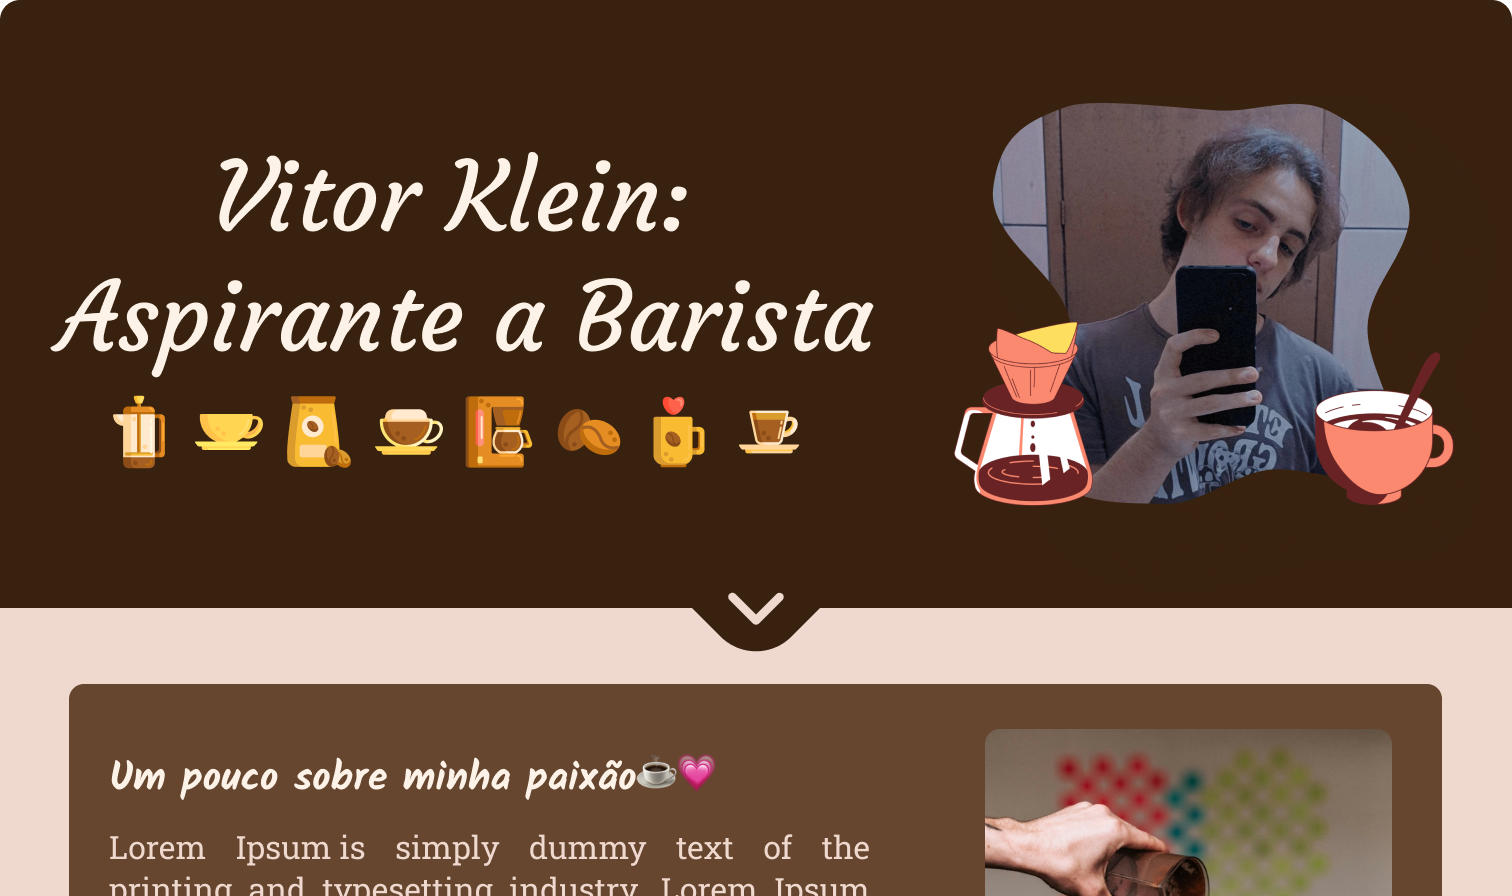 Vitor Klein:
Aspirante a Barista
Um pouco sobre minha paixão☕💗
Lorem Ipsum is simply dummy text of the
printing and typesetting industry. Lorem Ipsum